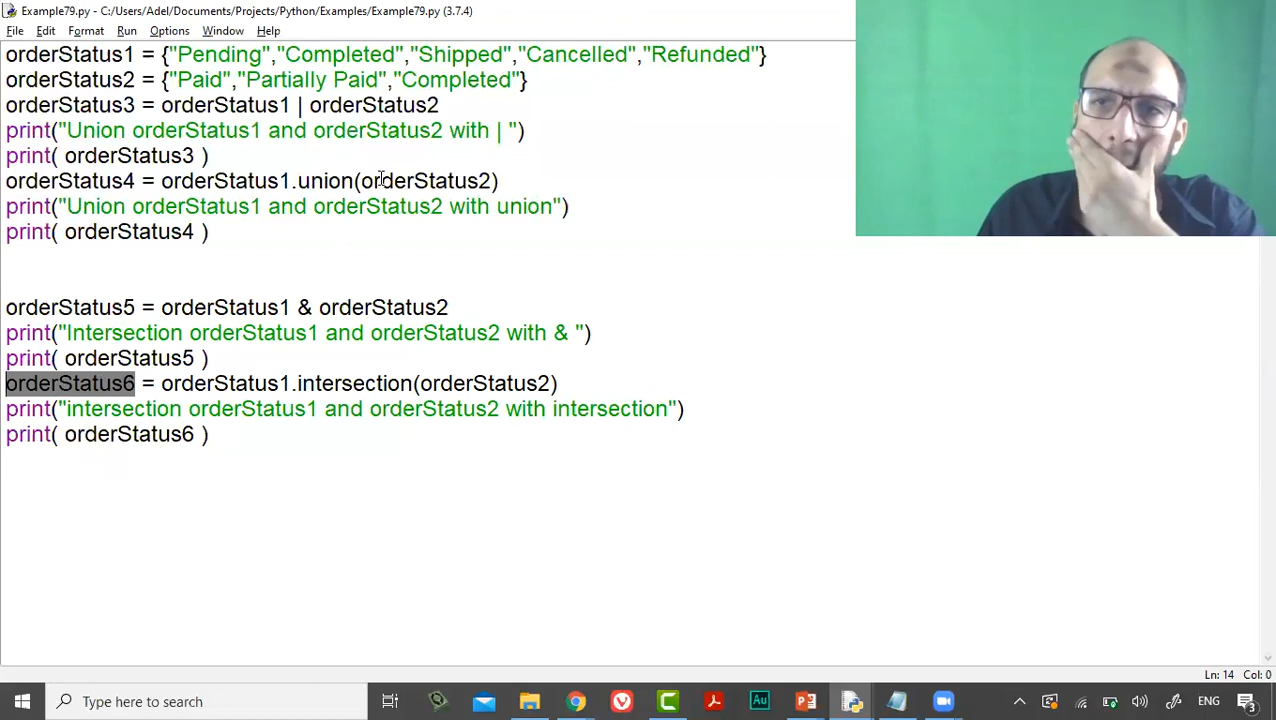 Example79.py - C:/Users/Adel/Documents/Projects/Python/Examples/Example79.py (3.7.4)
File Edit Format Run Options Window Help
orderStatus1 = {"Pending","Completed","Shipped","Cancelled","Refunded"}
orderStatus2 = {"Paid","Partially Paid","Completed"}
orderStatus3 = orderStatus1 | orderStatus2
print("Union orderStatus1 and orderStatus2 with | ")
print( orderStatus3 )
orderStatus4 = orderStatus1.union(orderStatus2)
print("Union orderStatus1 and orderStatus2 with union")
print( orderStatus4 )
orderStatus5 = orderStatus1 & orderStatus2
print("Intersection orderStatus1 and orderStatus2 with & ")
print( orderStatus5 )
orderStatus6 = orderStatus1.intersection(orderStatus2)
print("intersection orderStatus1 and orderStatus2 with intersection")
print( orderStatus6 )
Ln: 14 Col: 0
Type here to search
Au
ENG
3